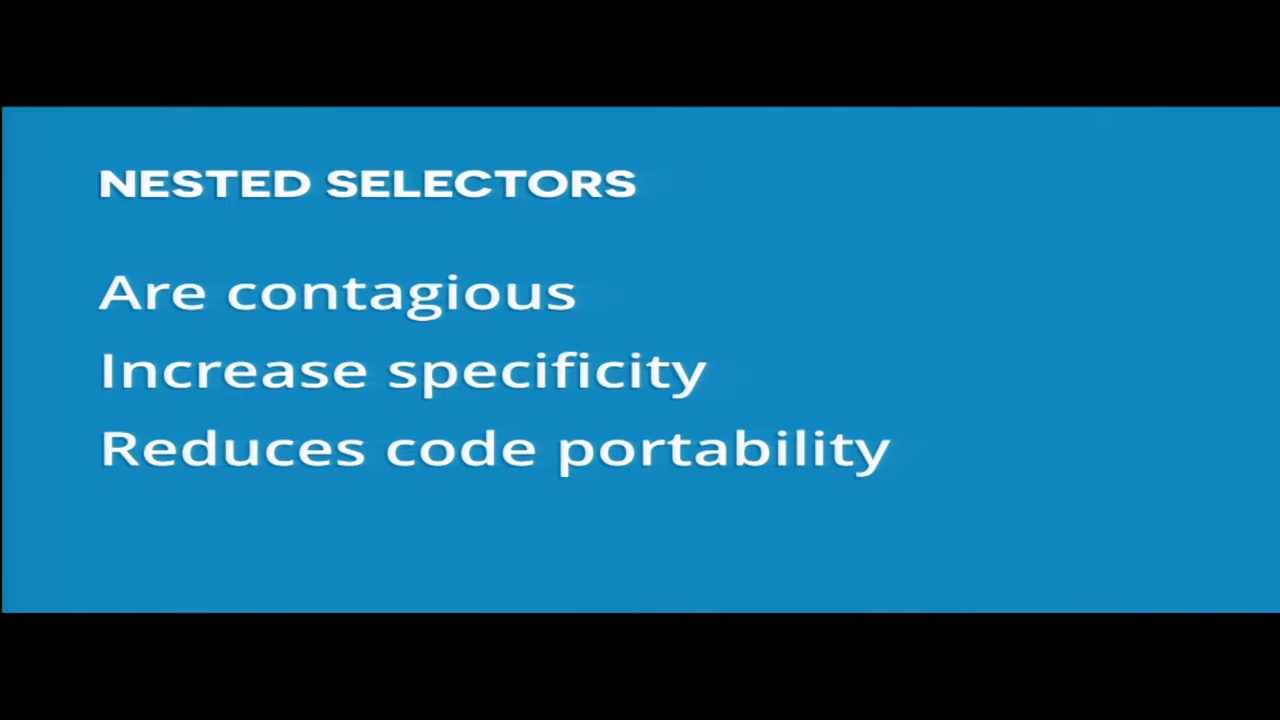 NESTED SELECTORS
Are contagious
Increase specificity
Reduces code portability